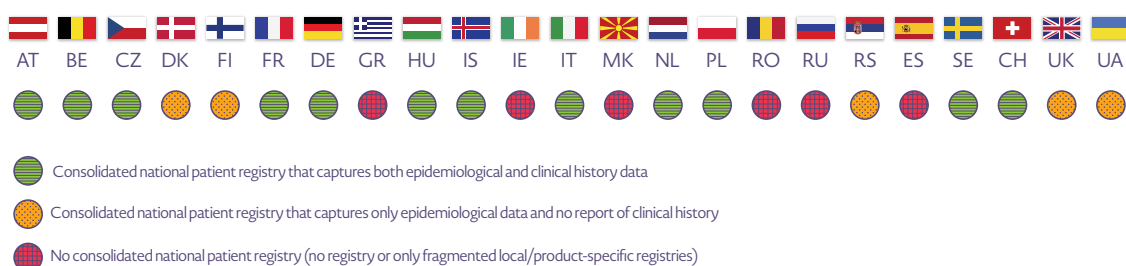 AT BE CZ DK FI FR DE GR HU IS IE IT MK NL PL RO RU RS ES SE CH UK UA
Consolidated national patient registry that captures both epidemiological and clinical history data
Consolidated national patient registry that captures only epidemiological data and no report of clinical history
No consolidated national patient registry (no registry or only fragmented local/product-specific registries)